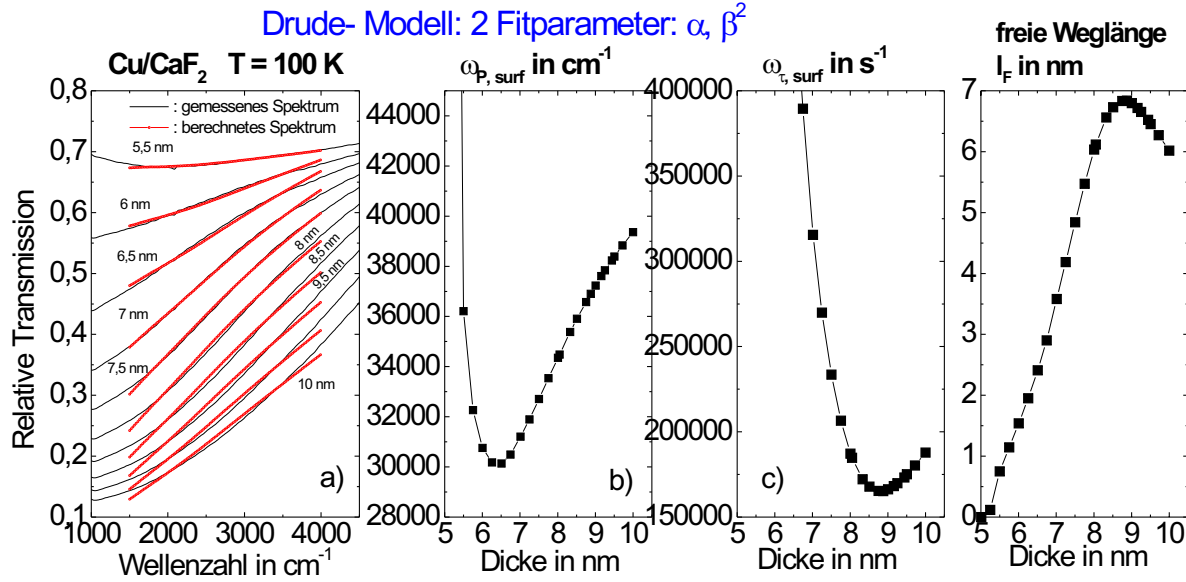 Drude- Modell: 2 Fitparameter: α, β²
Cu/CaF₂ T = 100 K
ω_P, surf in cm⁻¹
ω_τ, surf in s⁻¹
freie Weglänge
l_F in nm
Relative Transmission
0,8
0,7
0,6
0,5
0,4
0,3
0,2
0,1
: gemessenes Spektrum
: berechnetes Spektrum
5,5 nm
6 nm
6,5 nm
7 nm
7,5 nm
8 nm
8,5 nm
9,5 nm
10 nm
a)
1000 2000 3000 4000
Wellenzahl in cm⁻¹
44000
42000
40000
38000
36000
34000
32000
30000
28000
b)
5 6 7 8 9 10
Dicke in nm
400000
350000
300000
250000
200000
150000
c)
5 6 7 8 9 10
Dicke in nm
7
6
5
4
3
2
1
0
5 6 7 8 9 10
Dicke in nm